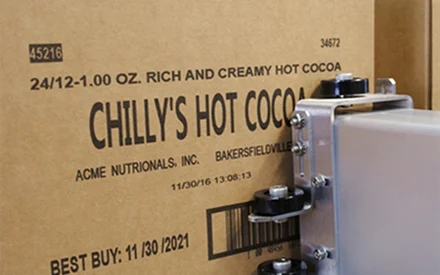 45216
34672
24/12-1.00 OZ. RICH AND CREAMY HOT COCOA
CHILLY'S HOT COCOA
ACME NUTRIONALS, INC. BAKERSFIELDVILLE
11/30/16 13:08:13
BEST BUY: 11/30/2021